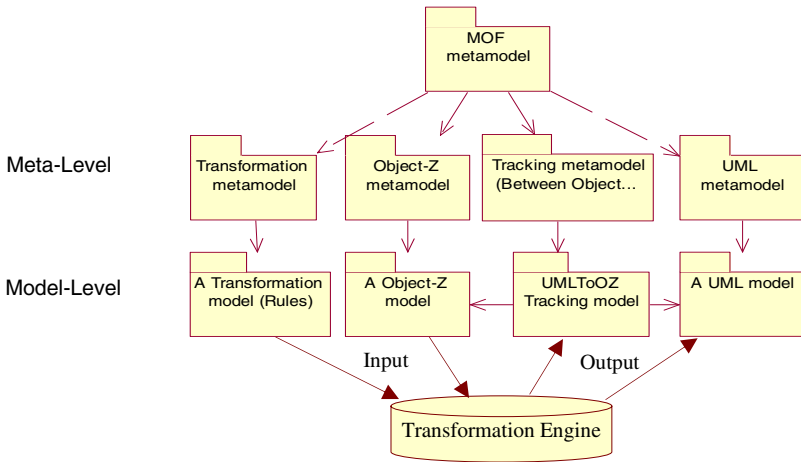 MOF
metamodel
Meta-Level
Transformation
metamodel
Object-Z
metamodel
Tracking metamodel
(Between Object...
UML
metamodel
Model-Level
A Transformation
model (Rules)
A Object-Z
model
UMLToOZ
Tracking model
A UML model
Input
Output
Transformation Engine